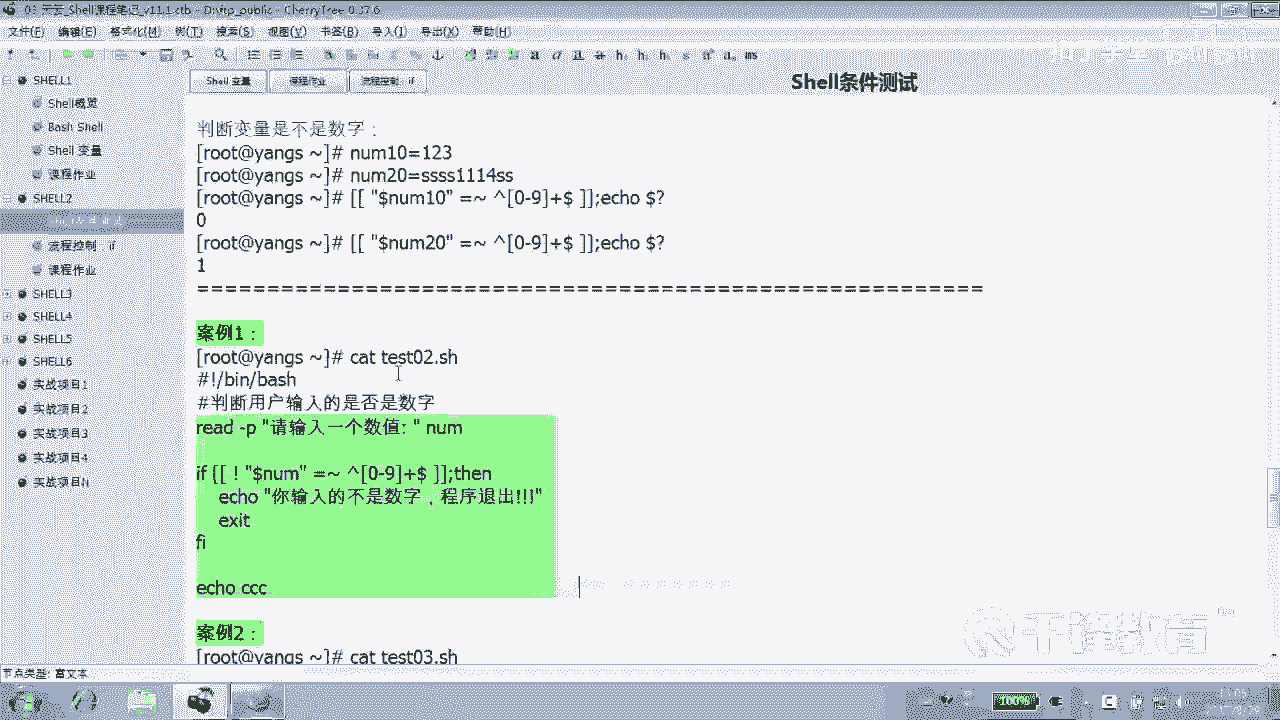 03 Shell课程笔记_v11.1.ctb - D:\ftp_public - CherryTree 0.37.6
文件(F) 编辑(E) 格式化(M) 树(T) 搜索(S) 视图(V) 书签(B) 导入(I) 导出(X) 帮助(H)
SHELL1
Shell概览
Bash Shell
Shell 变量
课程作业
SHELL2
流程控制 if
课程作业
SHELL3
SHELL4
SHELL5
SHELL6
实战项目1
实战项目2
实战项目3
实战项目4
实战项目N
Shell 变量 课程作业 流程控制 if
Shell条件测试
判断变量是不是数字：
[root@yangs ~]# num10=123
[root@yangs ~]# num20=ssss1114ss
[root@yangs ~]# [[ "$num10" =~ ^[0-9]+$ ]];echo $?
0
[root@yangs ~]# [[ "$num20" =~ ^[0-9]+$ ]];echo $?
1
========================================================
案例1：
[root@yangs ~]# cat test02.sh
#!/bin/bash
#判断用户输入的是否是数字
read -p "请输入一个数值: " num
if [[ ! "$num" =~ ^[0-9]+$ ]];then
echo "你输入的不是数字，程序退出!!!"
exit
fi
echo ccc
案例2：
[root@yangs ~]# cat test03.sh
千锋教育
节点类型: 富文本
100%